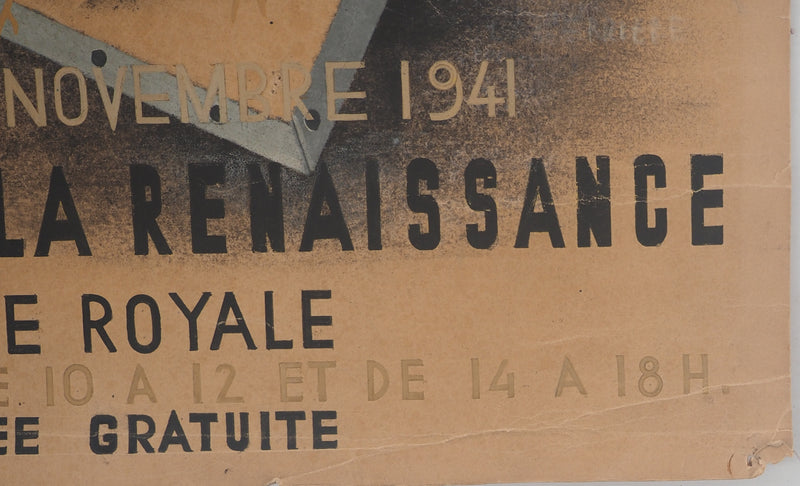 NOVEMBRE 1941
LA RENAISSANCE
E ROYALE
E 10 A 12 ET DE 14 A 18 H.
EE GRATUITE